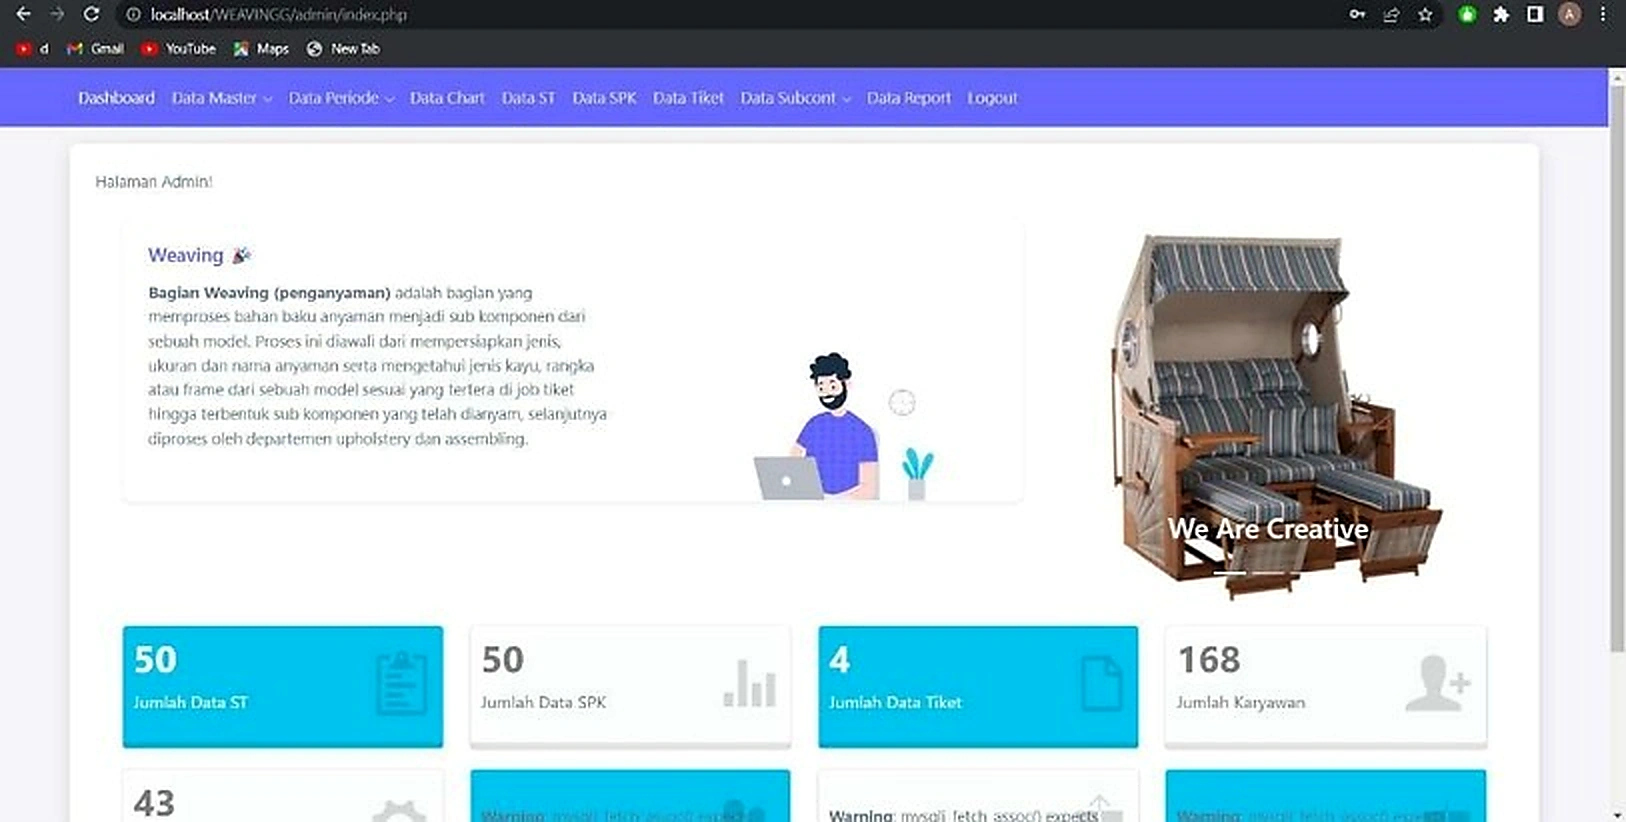 localhost/WEAVINGG/admin/index.php
A
d Gmail YouTube Maps New Tab
Dashboard Data Master Data Periode Data Chart Data ST Data SPK Data Tiket Data Subcont Data Report Logout
Halaman Admin!
Weaving
Bagian Weaving (penganyaman) adalah bagian yang
memproses bahan baku anyaman menjadi sub komponen dari
sebuah model. Proses ini diawali dari mempersiapkan jenis,
ukuran dan nama anyaman serta mengetahui jenis kayu, rangka
atau frame dari sebuah model sesuai yang tertera di job tiket
hingga terbentuk sub komponen yang telah dianyam, selanjutnya
diproses oleh departemen upholstery dan assembling.
We Are Creative
50
Jumlah Data ST
50
Jumlah Data SPK
4
Jumlah Data Tiket
168
Jumlah Karyawan
43
Warning: mysqli_fetch_assoc() expects
Warning: mysqli_fetch_assoc() expects
Warning: mysqli_fetch_assoc()